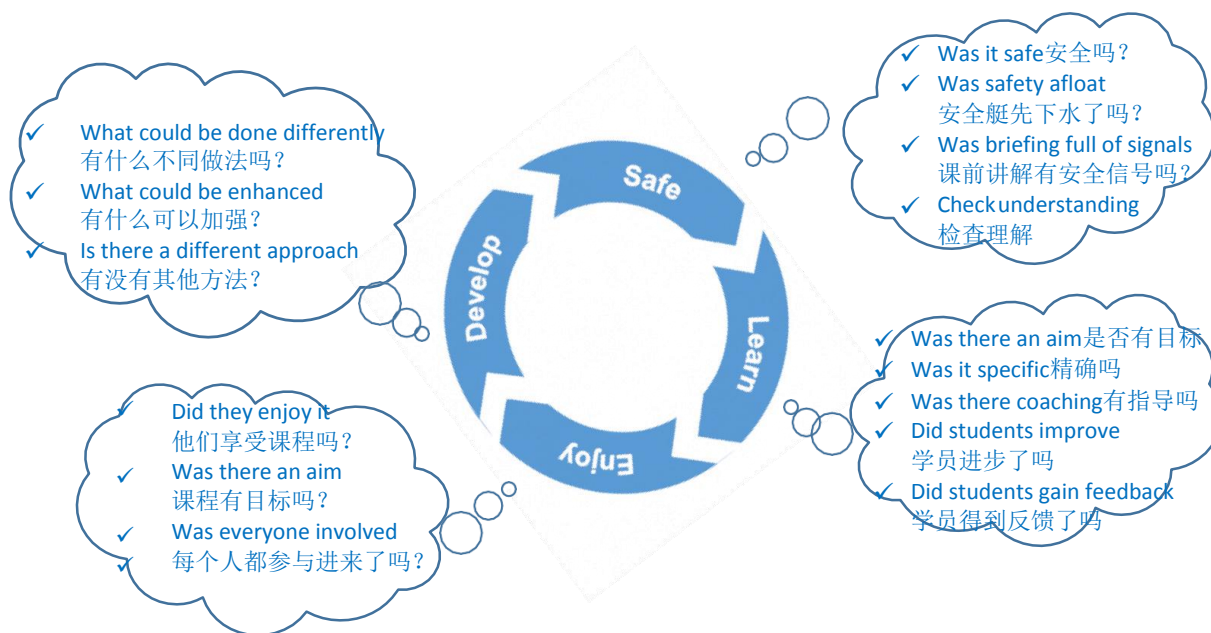 What could be done differently
有什么不同做法吗？
What could be enhanced
有什么可以加强？
Is there a different approach
有没有其他方法？
Was it safe安全吗？
Was safety afloat
安全艇先下水了吗？
Was briefing full of signals
课前讲解有安全信号吗？
Check understanding
检查理解
Safe
Learn
Enjoy
Develop
Did they enjoy it
他们享受课程吗？
Was there an aim
课程有目标吗？
Was everyone involved
每个人都参与进来了吗？
Was there an aim是否有目标
Was it specific精确吗
Was there coaching有指导吗
Did students improve
学员进步了吗
Did students gain feedback
学员得到反馈了吗